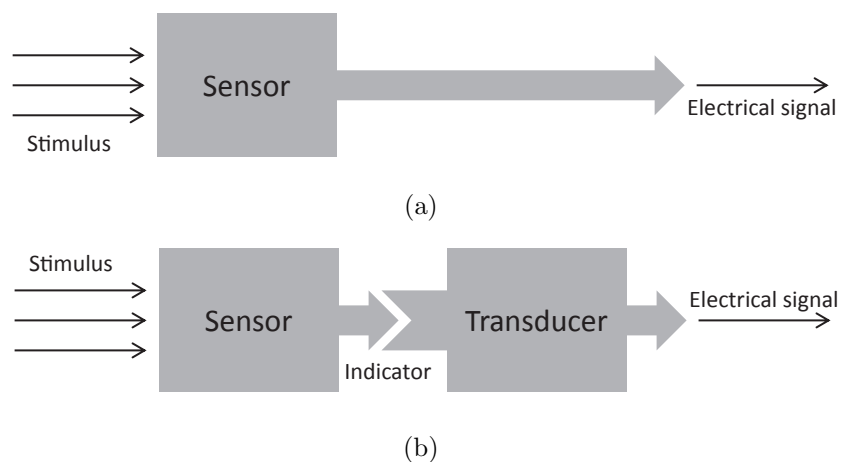 Sensor
Stimulus
Electrical signal
(a)
Stimulus
Sensor
Indicator
Transducer
Electrical signal
(b)